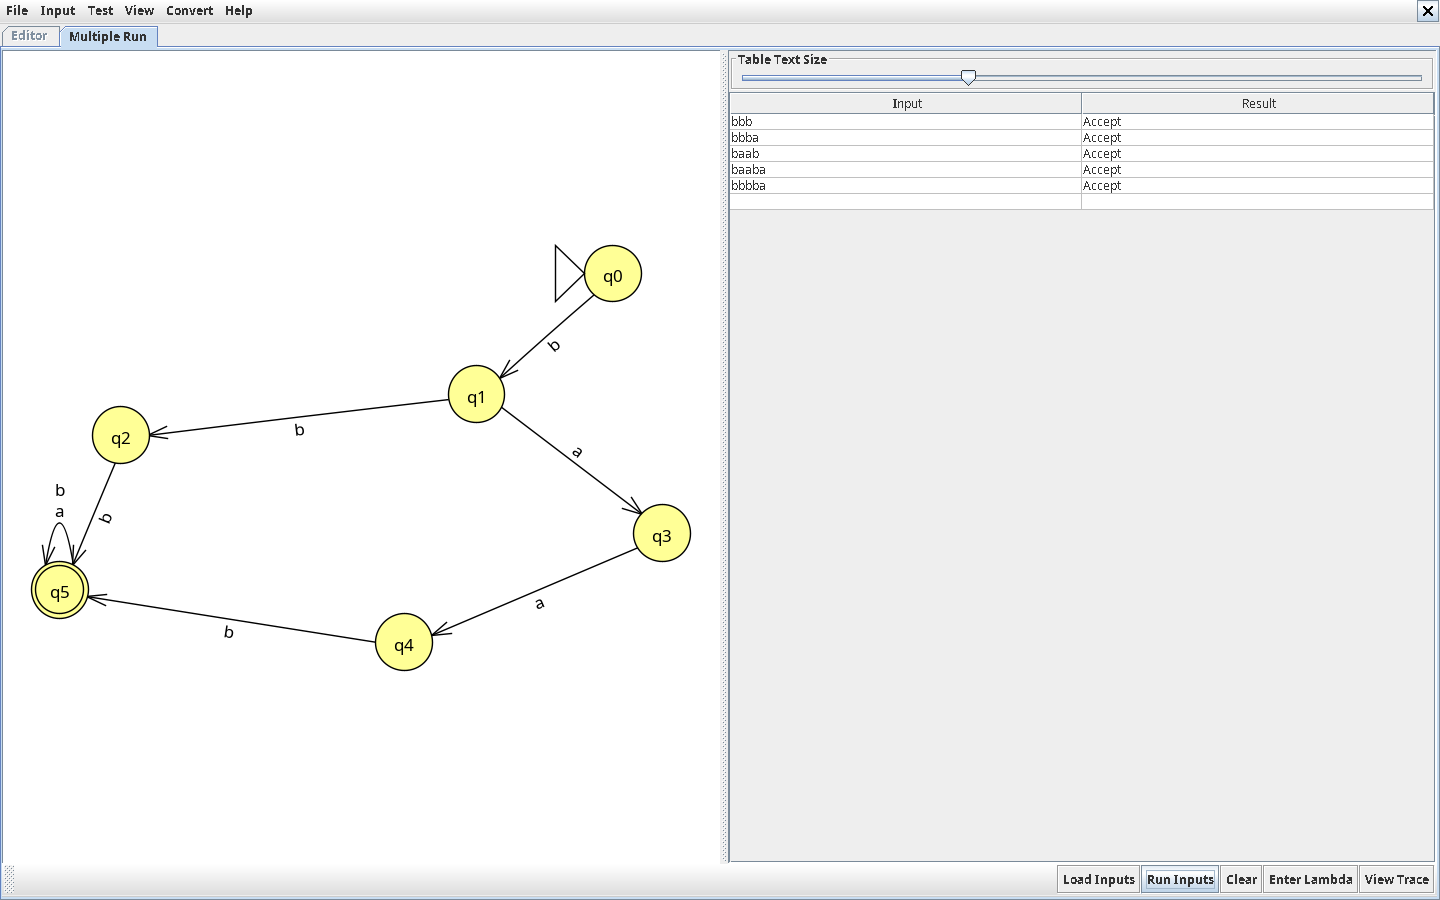 File Input Test View Convert Help
Editor Multiple Run
Table Text Size
Input Result
bbb Accept
bbba Accept
baab Accept
baaba Accept
bbbba Accept
q0
b
q1
b
q2
a
b
a
b
q3
q5
a
b
q4
Load Inputs Run Inputs Clear Enter Lambda View Trace